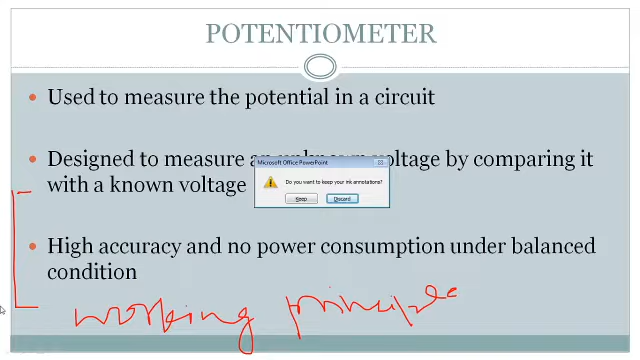 POTENTIOMETER
• Used to measure the potential in a circuit
• Designed to measure an unknown voltage by comparing it
with a known voltage
Microsoft Office PowerPoint
Do you want to keep your ink annotations?
Keep Discard
• High accuracy and no power consumption under balanced
condition
working principle